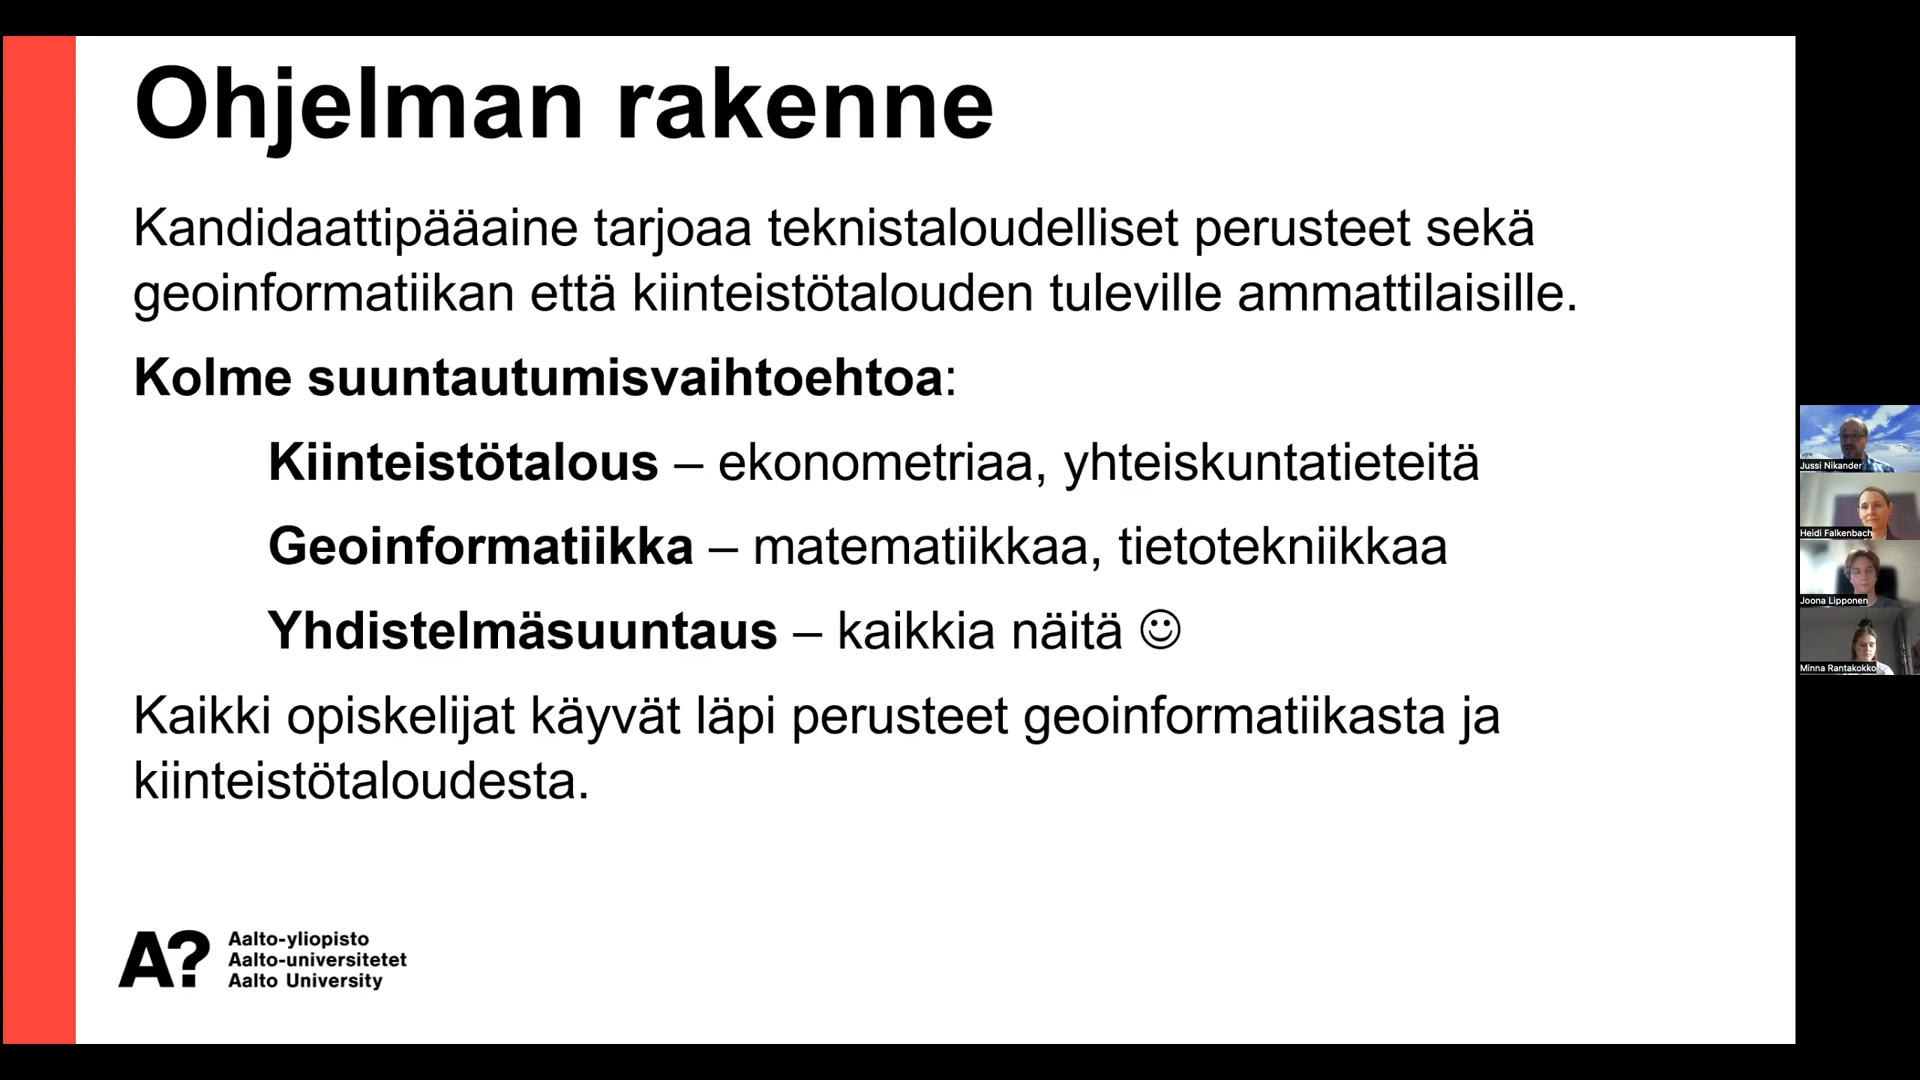 Ohjelman rakenne
Kandidaattipääaine tarjoaa teknistaloudelliset perusteet sekä
geoinformatiikan että kiinteistötalouden tuleville ammattilaisille.
Kolme suuntautumisvaihtoehtoa:
Kiinteistötalous – ekonometriaa, yhteiskuntatieteitä
Geoinformatiikka – matematiikkaa, tietotekniikkaa
Yhdistelmäsuuntaus – kaikkia näitä ☺
Kaikki opiskelijat käyvät läpi perusteet geoinformatiikasta ja
kiinteistötaloudesta.
A?
Aalto-yliopisto
Aalto-universitetet
Aalto University
Jussi Nikander
Heidi Falkenbach
Joona Lipponen
Minna Rantakokko